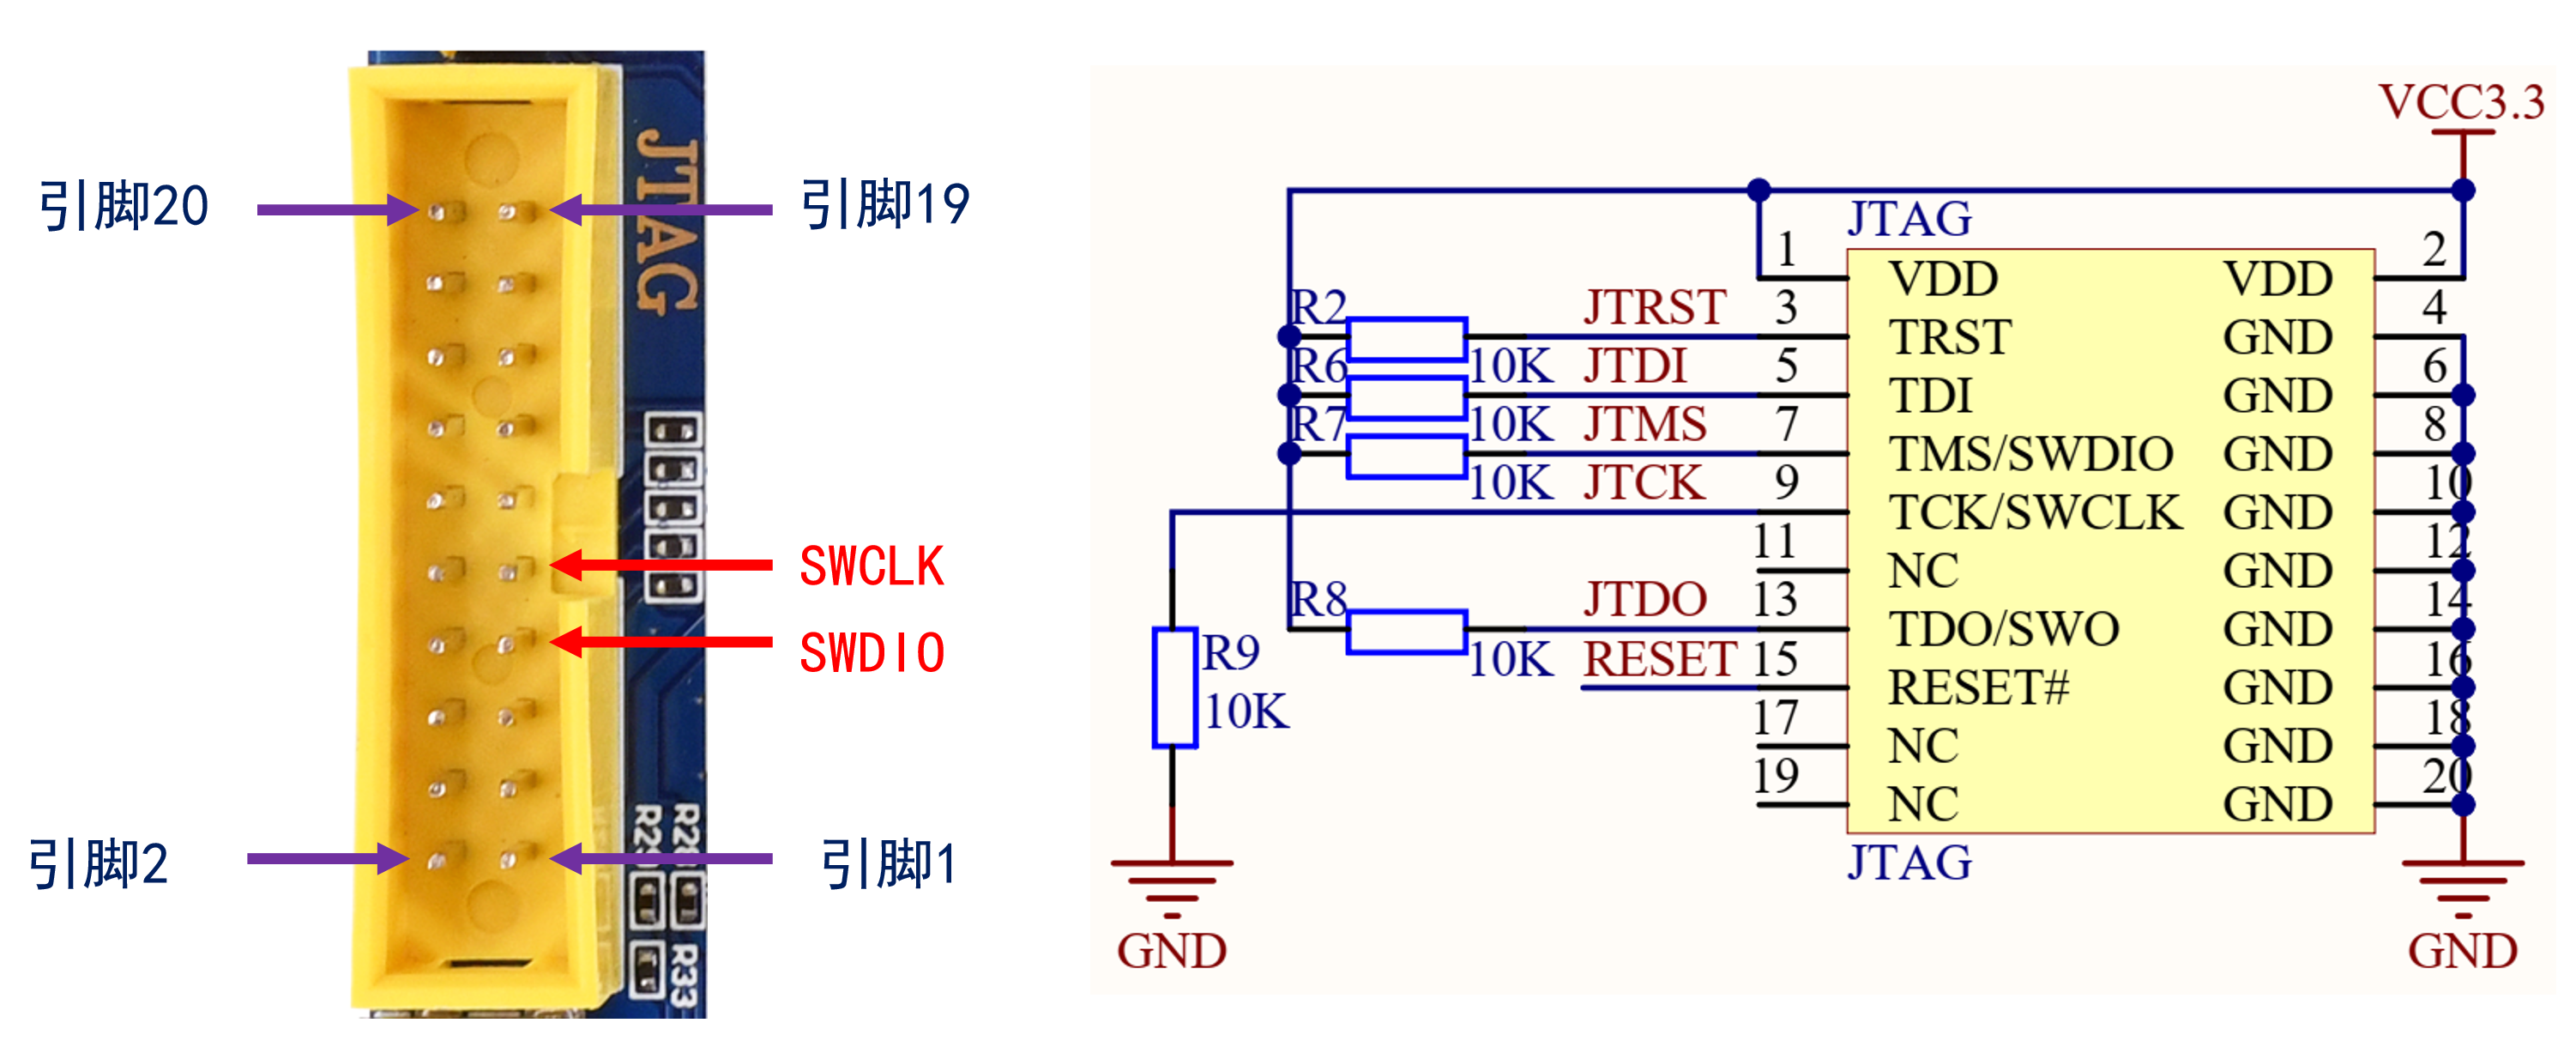 引脚20
引脚19
JTAG
SWCLK
SWDIO
引脚2
引脚1
R29
R28
R33
VCC3.3
JTAG
1 VDD VDD 2
R2 10K JTRST 3 TRST GND 4
R6 10K JTDI 5 TDI GND 6
R7 10K JTMS 7 TMS/SWDIO GND 8
JTCK 9 TCK/SWCLK GND 10
11 NC GND 12
R8 10K JTDO 13 TDO/SWO GND 14
RESET 15 RESET# GND 16
R9
10K
17 NC GND 18
19 NC GND 20
JTAG
GND
GND